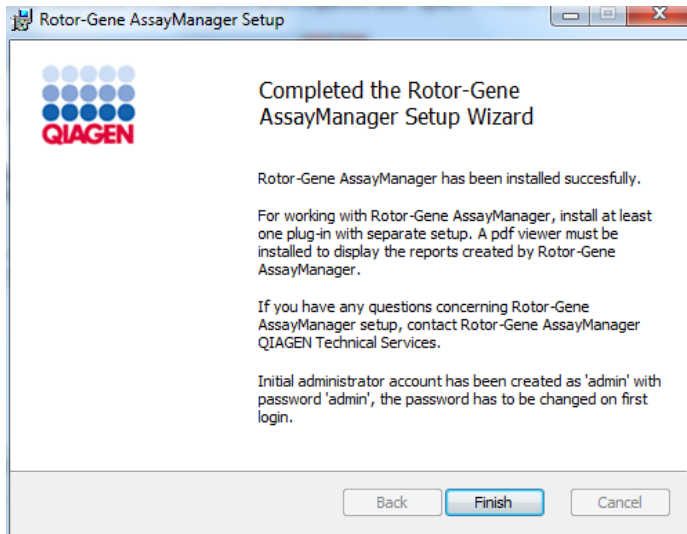 Rotor-Gene AssayManager Setup
QIAGEN
Completed the Rotor-Gene
AssayManager Setup Wizard
Rotor-Gene AssayManager has been installed succesfully.
For working with Rotor-Gene AssayManager, install at least
one plug-in with separate setup. A pdf viewer must be
installed to display the reports created by Rotor-Gene
AssayManager.
If you have any questions concerning Rotor-Gene
AssayManager setup, contact Rotor-Gene AssayManager
QIAGEN Technical Services.
Initial administrator account has been created as 'admin' with
password 'admin', the password has to be changed on first
login.
Back Finish Cancel